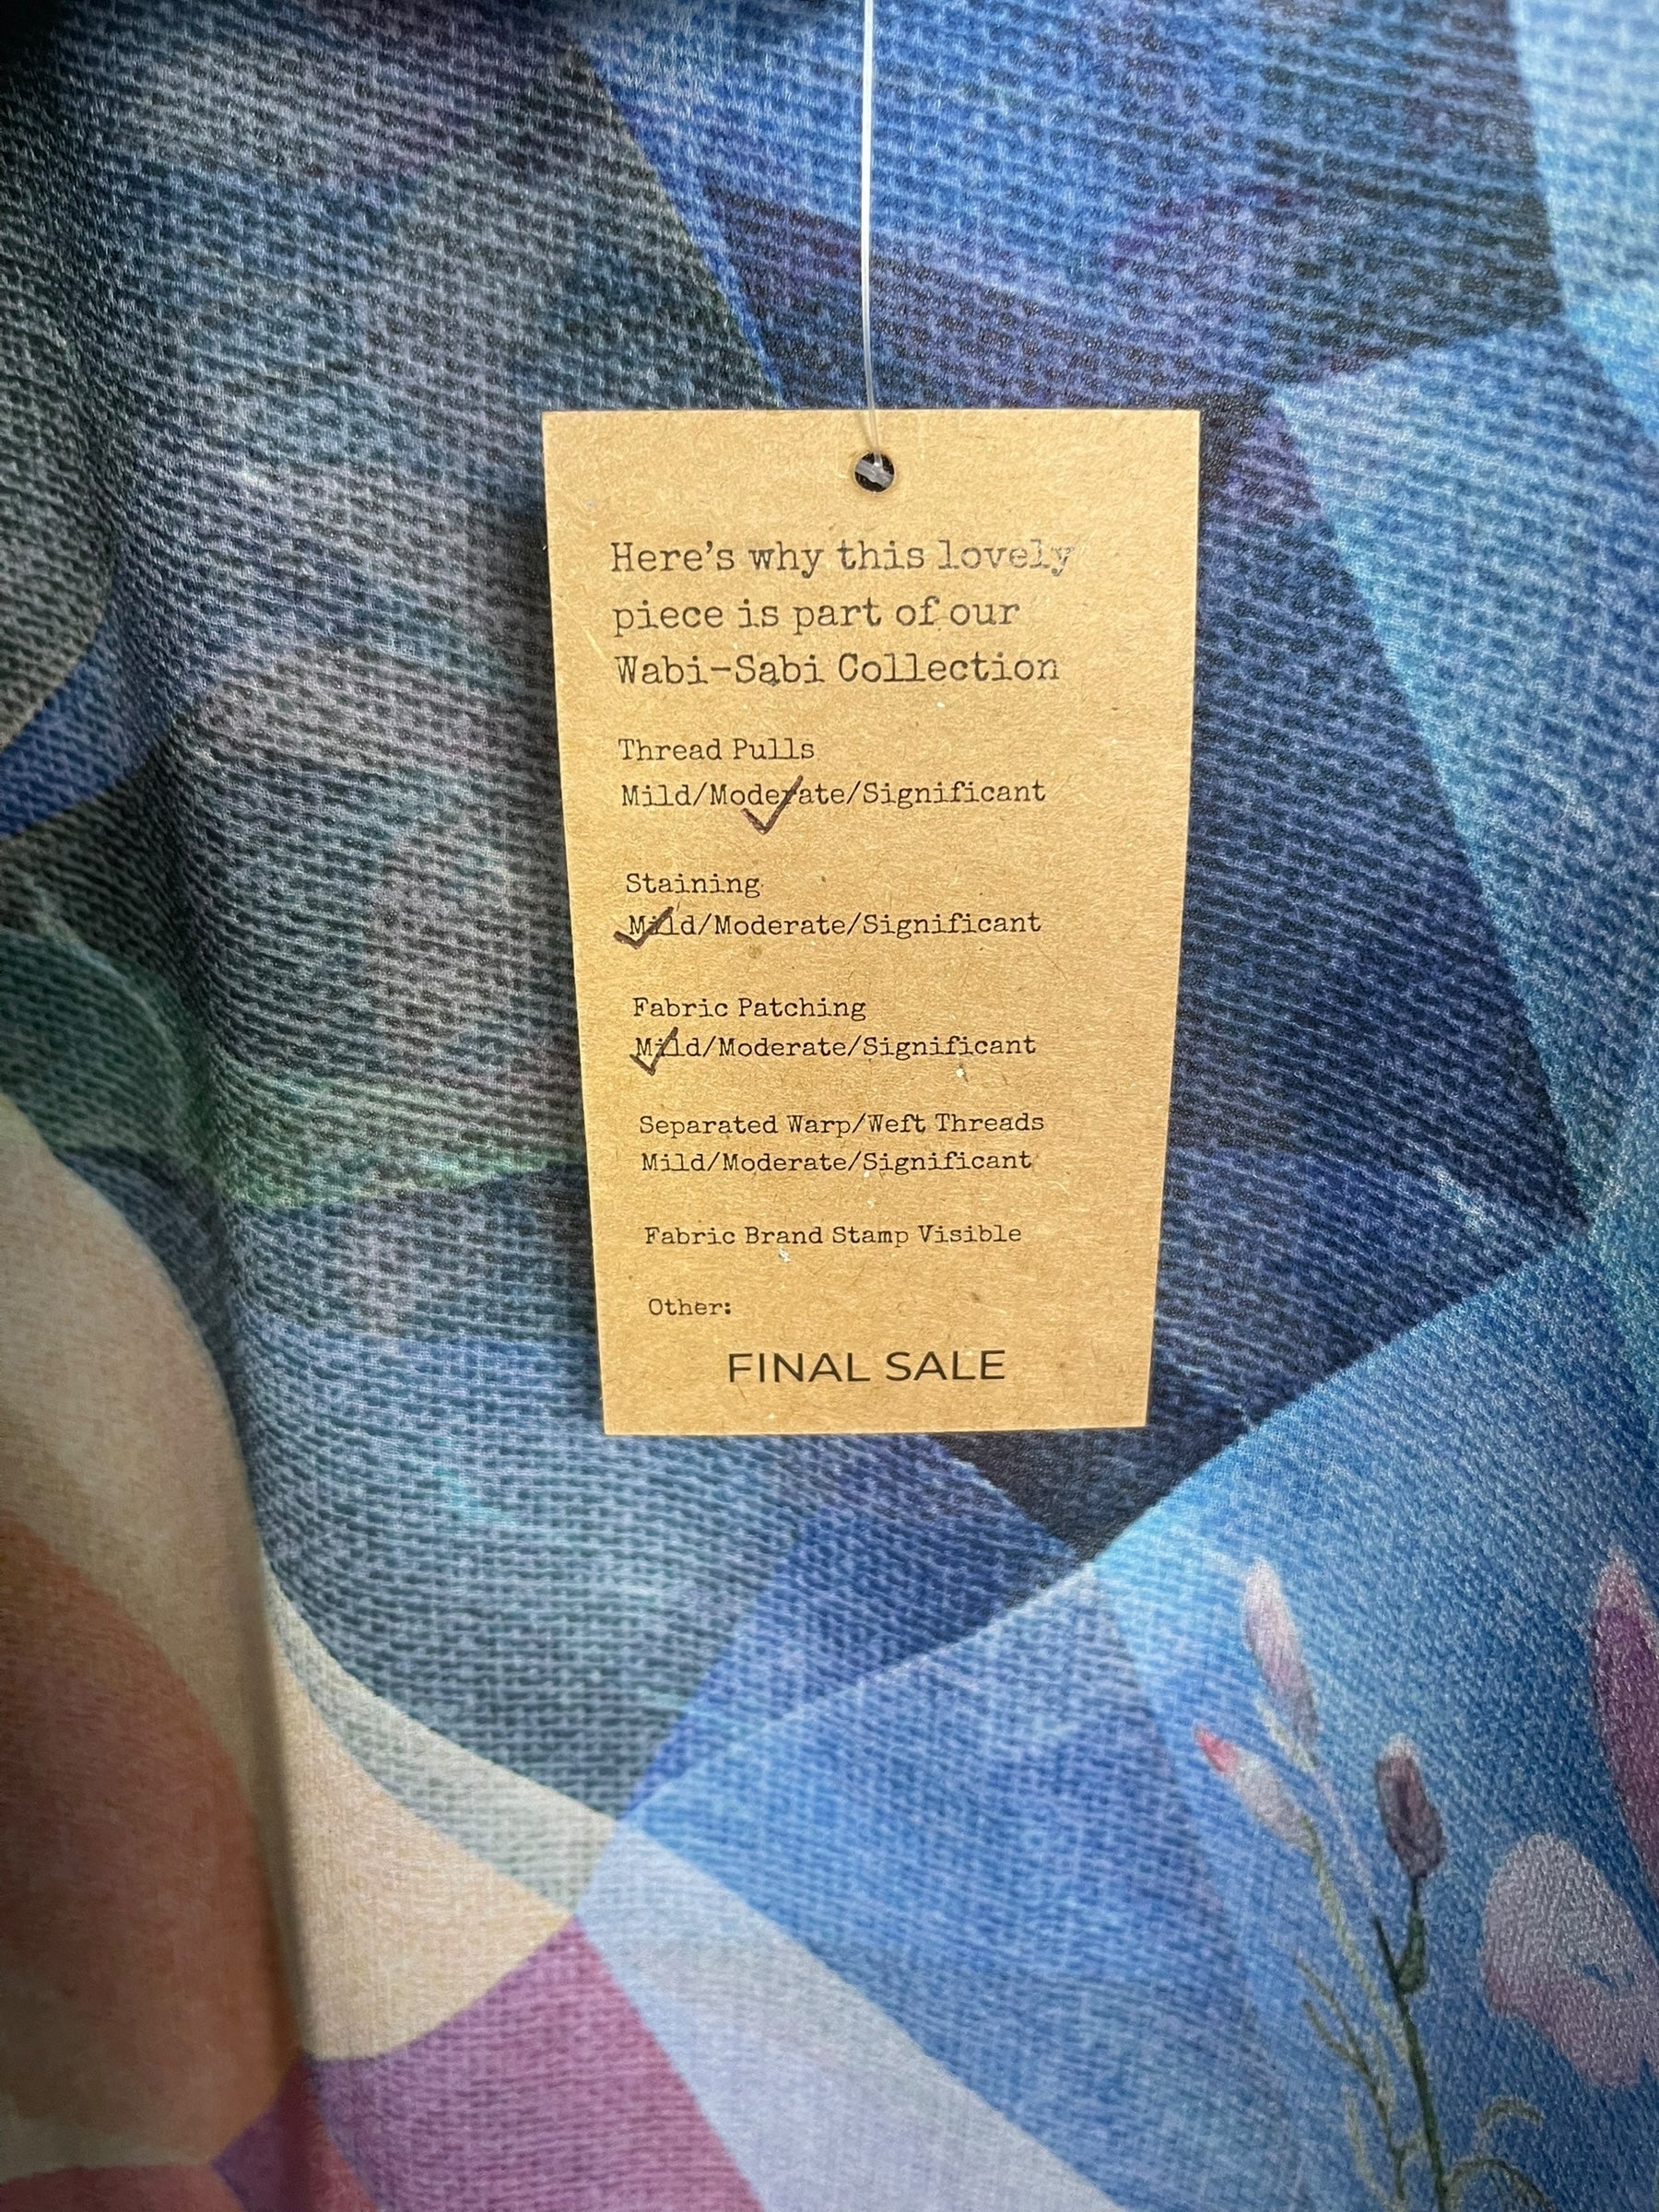 Here's why this lovely
piece is part of our
Wabi-Sabi Collection
Thread Pulls
Mild/Moderate/Significant
Staining
Mild/Moderate/Significant
Fabric Patching
Mild/Moderate/Significant
Separated Warp/Weft Threads
Mild/Moderate/Significant
Fabric Brand Stamp Visible
Other:
FINAL SALE